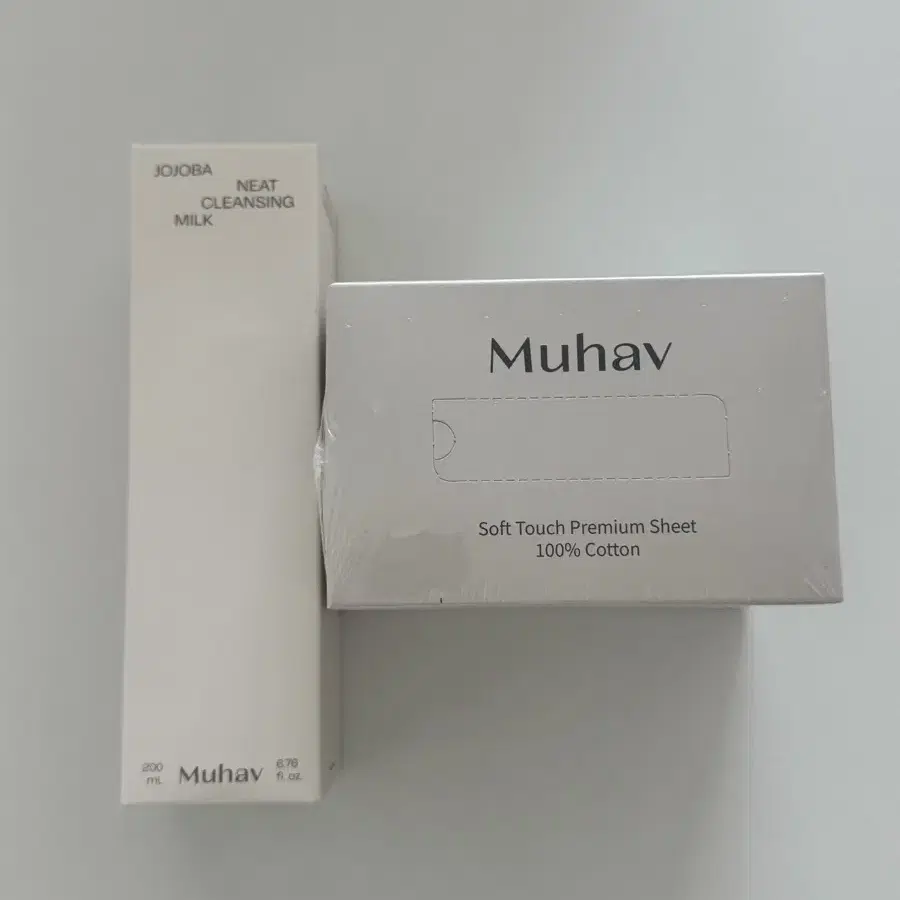 JOJOBA
NEAT
CLEANSING
MILK
200
mL
Muhav
6.76
fl. oz.
Muhav
Soft Touch Premium Sheet
100% Cotton